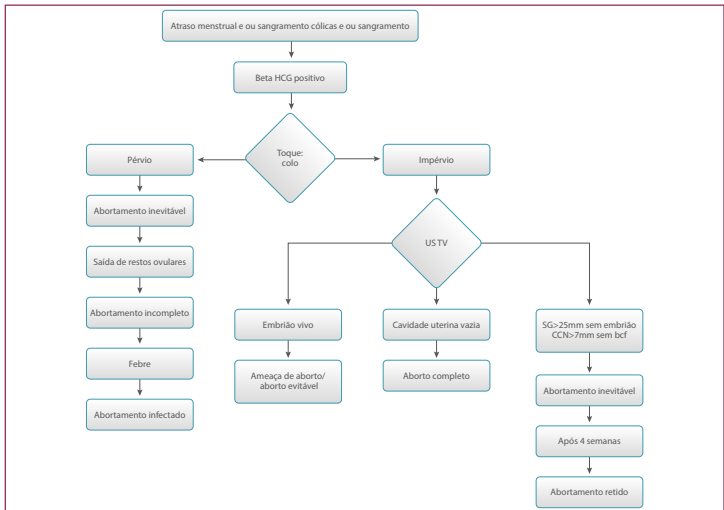 Atraso menstrual e ou sangramento cólicas e ou sangramento
Beta HCG positivo
Toque:
colo
Pérvio
Impérvio
Abortamento inevitável
Saída de restos ovulares
Abortamento incompleto
Febre
Abortamento infectado
US TV
Embrião vivo
Ameaça de aborto/
aborto evitável
Cavidade uterina vazia
Aborto completo
SG>25mm sem embrião
CCN>7mm sem bcf
Abortamento inevitável
Após 4 semanas
Abortamento retido